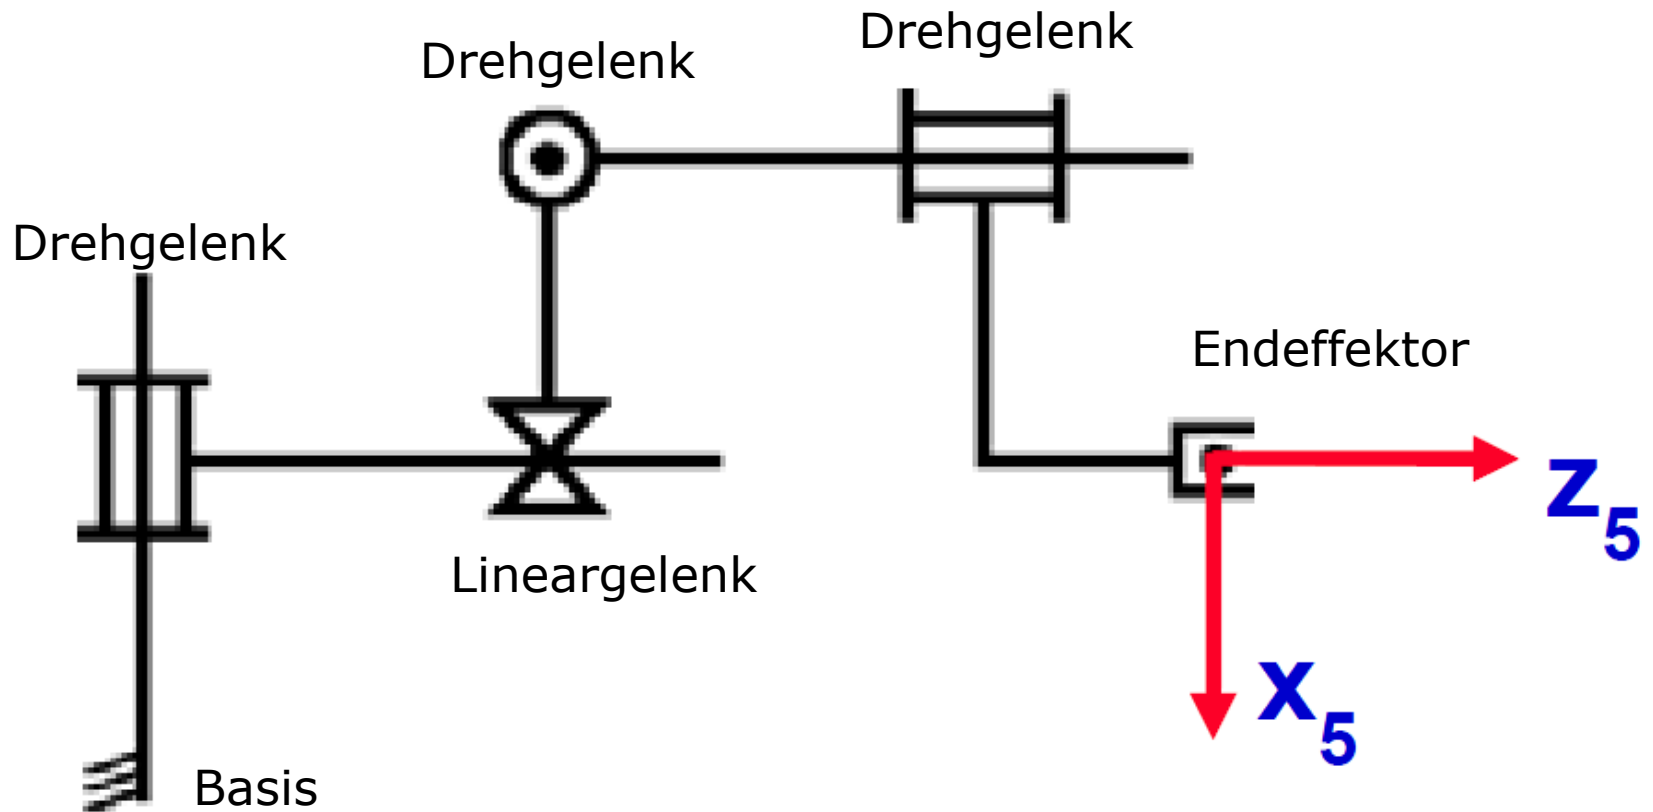 Drehgelenk
Drehgelenk
Drehgelenk
Endeffektor
z5
Lineargelenk
x5
Basis